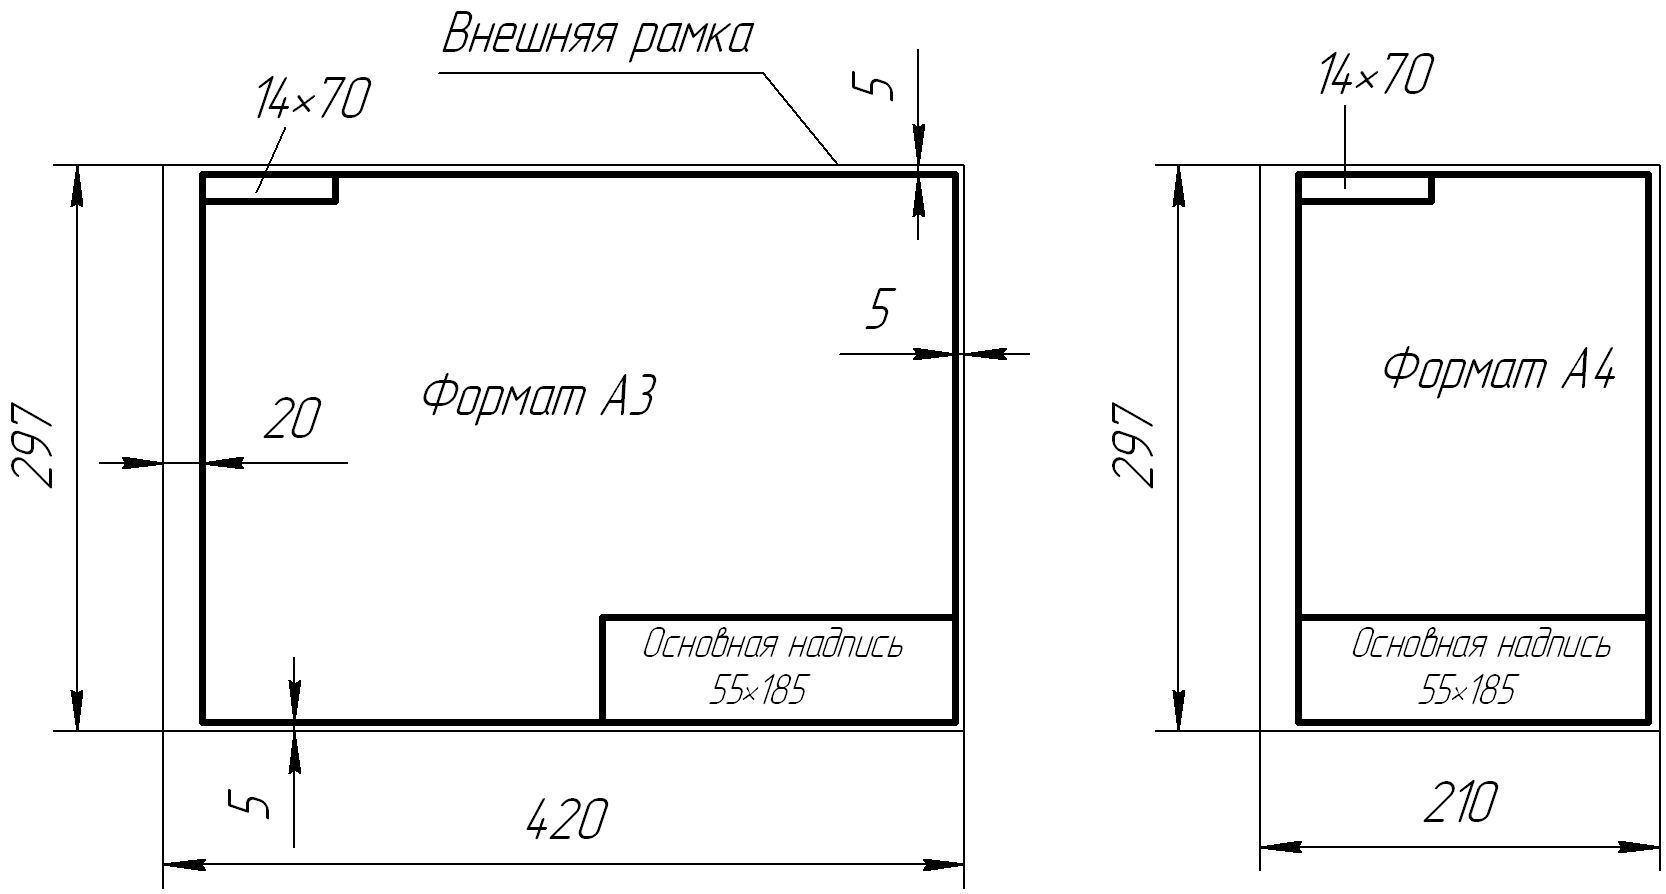 Внешняя рамка
14×70
5
5
Формат А3
20
297
Основная надпись
55×185
5
420
14×70
Формат А4
297
Основная надпись
55×185
210